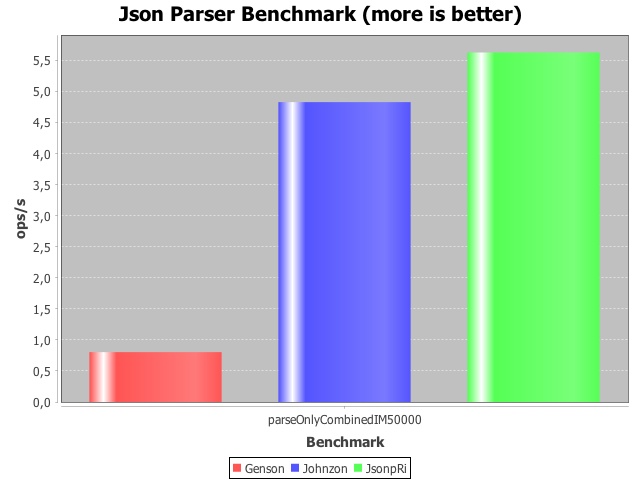 Json Parser Benchmark (more is better)
5,5
5,0
4,5
4,0
3,5
3,0
2,5
2,0
1,5
1,0
0,5
0,0
ops/s
parseOnlyCombinedIM50000
Benchmark
Genson Johnzon JsonpRi